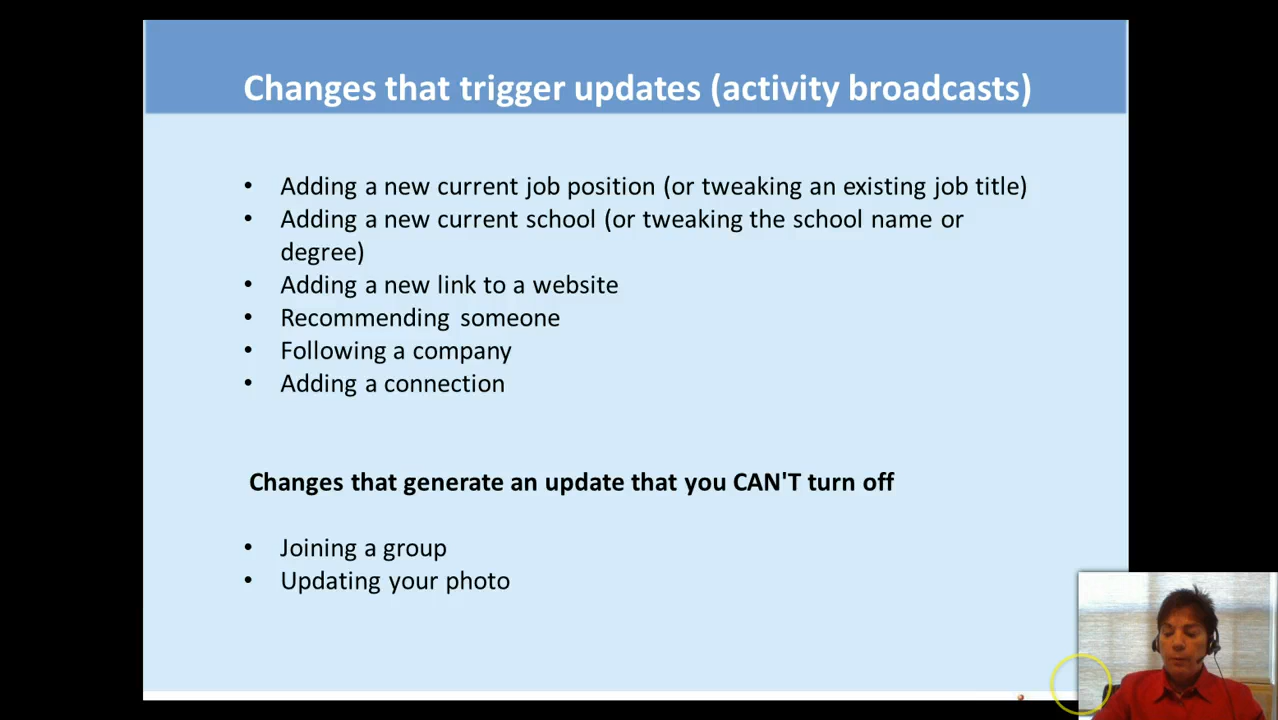 Changes that trigger updates (activity broadcasts)
• Adding a new current job position (or tweaking an existing job title)
• Adding a new current school (or tweaking the school name or
degree)
• Adding a new link to a website
• Recommending someone
• Following a company
• Adding a connection
Changes that generate an update that you CAN'T turn off
• Joining a group
• Updating your photo